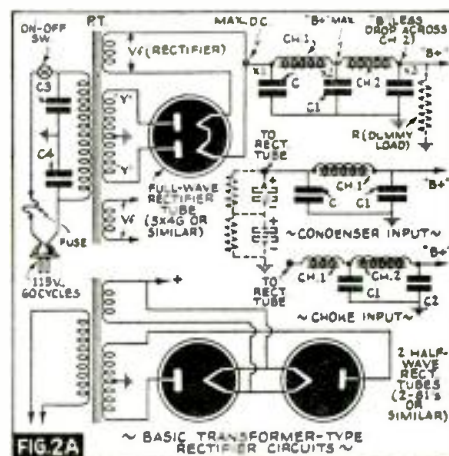 ON-OFF
SW.
P.T.
MAX. DC
"B+" MAX
"B" LESS
DROP ACROSS
CH.2)
Vf (RECTIFIER)
CH.1
CH.2
"B+"
C3
C
C1
R (DUMMY
LOAD)
C4
"Y"
"Y"
TO
RECT
TUBE
"B+"
CH.1
FULL-WAVE
RECTIFIER
TUBE
(5X4G OR
SIMILAR)
Vf
C
C1
FUSE
~ CONDENSER INPUT ~
115V.
60 CYCLES
TO
RECT
TUBE
CH.1
CH.2
"B+"
C1
C2
~ CHOKE INPUT ~
+
2 HALF-
WAVE
RECT
TUBES
(2-81'S
OR
SIMILAR)
FIG. 2A
~ BASIC TRANSFORMER-TYPE
RECTIFIER CIRCUITS ~